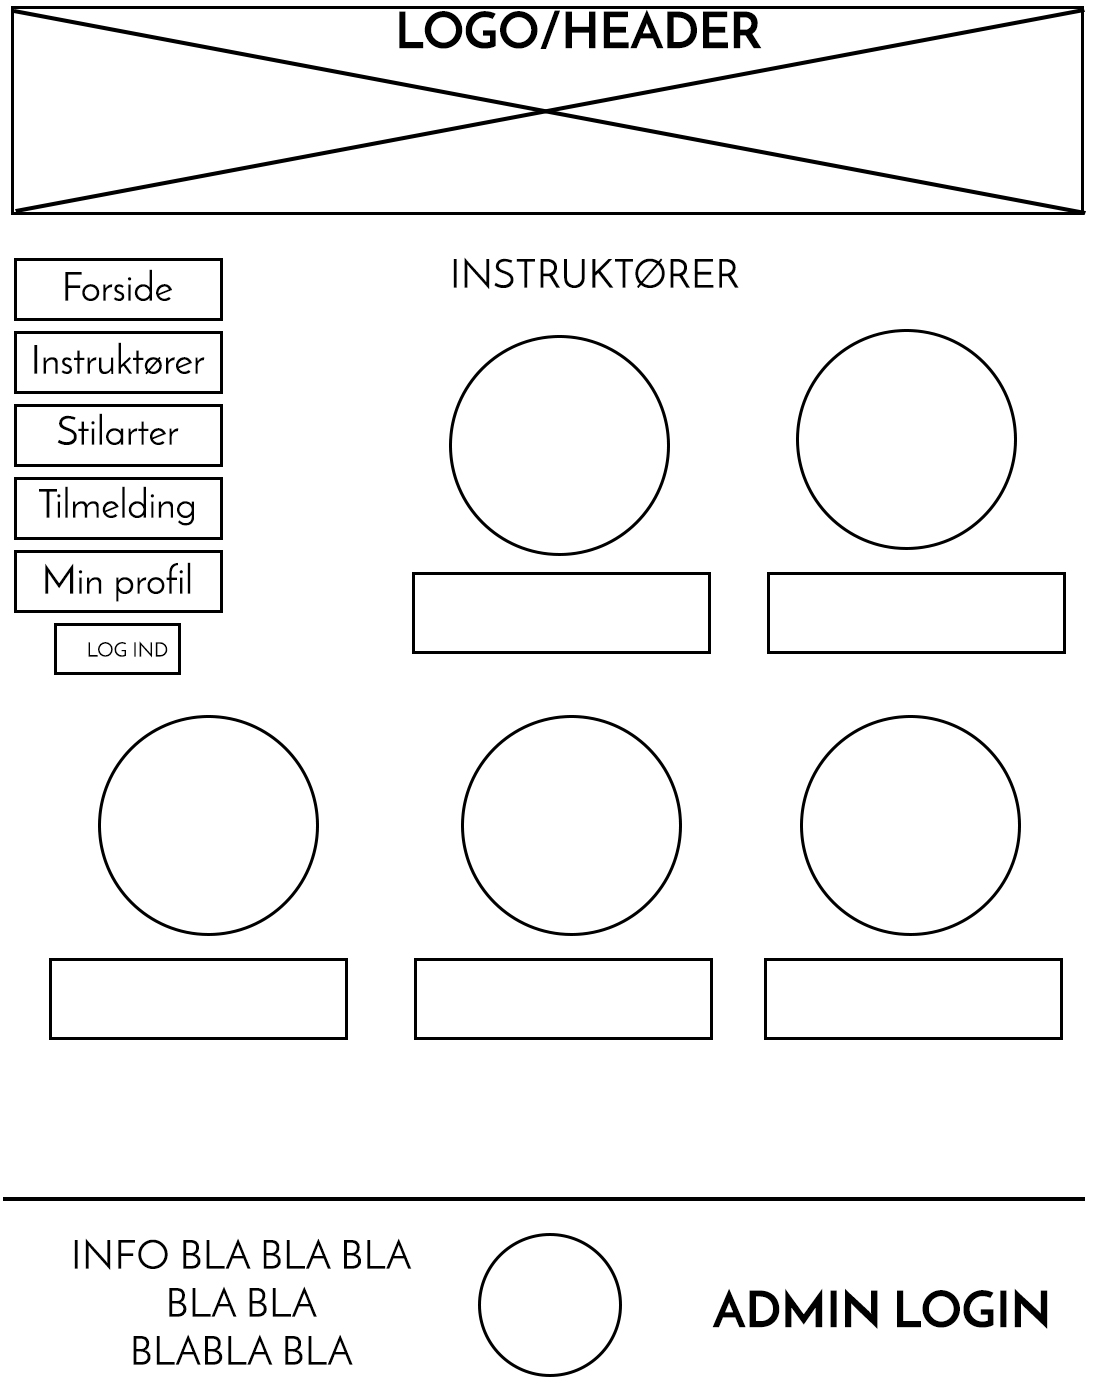 LOGO/HEADER
Forside
Instruktører
Stilarter
Tilmelding
Min profil
LOG IND
INSTRUKTØRER
INFO BLA BLA BLA
BLA BLA
BLABLA BLA
ADMIN LOGIN